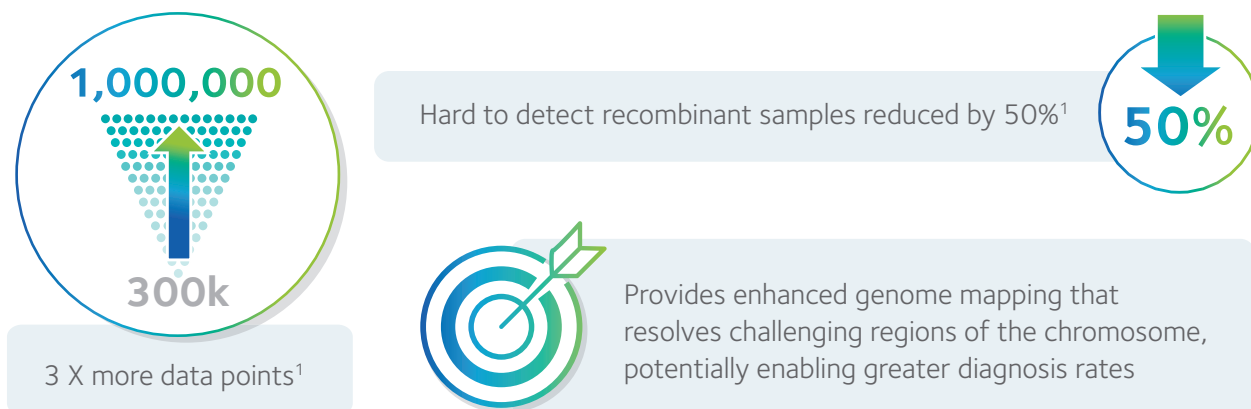 1,000,000
300k
3 X more data points¹
Hard to detect recombinant samples reduced by 50%¹
50%
Provides enhanced genome mapping that
resolves challenging regions of the chromosome,
potentially enabling greater diagnosis rates